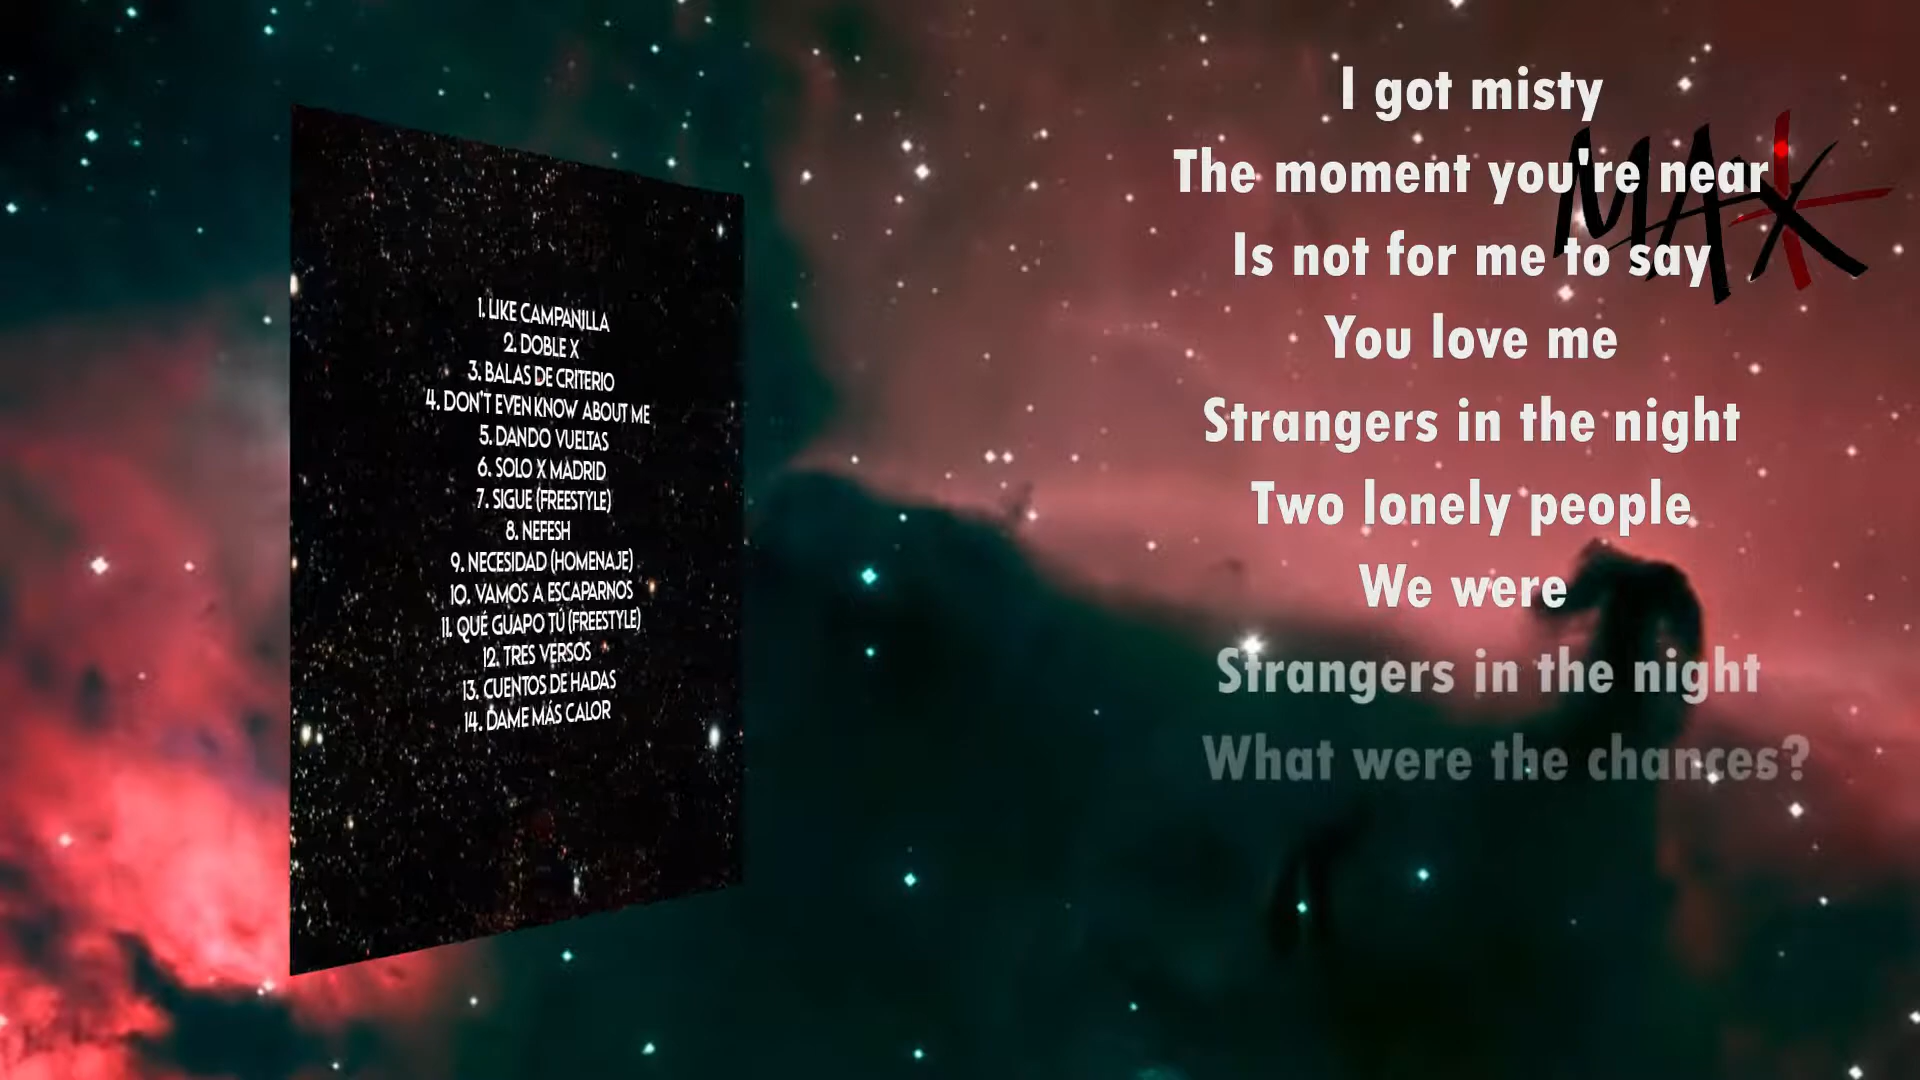 1. LIKE CAMPANILLA
2. DOBLE X
3. BALAS DE CRITERIO
4. DON'T EVEN KNOW ABOUT ME
5. DANDO VUELTAS
6. SOLO X MADRID
7. SIGUE (FREESTYLE)
8. NEFESH
9. NECESIDAD (HOMENAJE)
10. VAMOS A ESCAPARNOS
11. QUÉ GUAPO TÚ (FREESTYLE)
12. TRES VERSOS
13. CUENTOS DE HADAS
14. DAME MÁS CALOR
I got misty
The moment you're near
MAX
Is not for me to say
You love me
Strangers in the night
Two lonely people
We were
Strangers in the night
What were the chances?